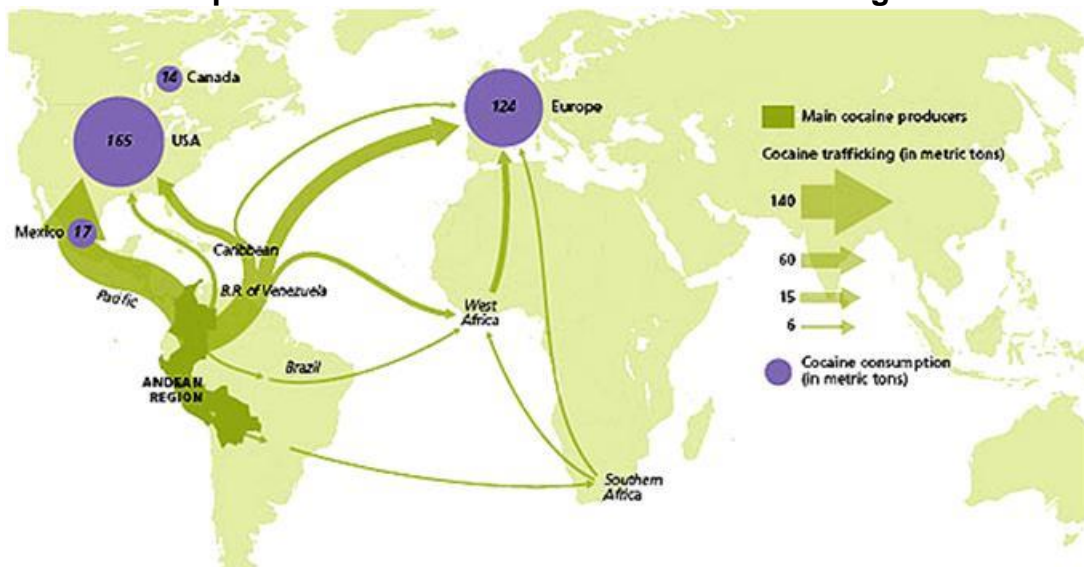 14 Canada
165 USA
124 Europe
Mexico 17
Caribbean
Pacific
B.R. of Venezuela
West
Africa
Brazil
ANDEAN
REGION
Southern
Africa
Main cocaine producers
Cocaine trafficking (in metric tons)
140
60
15
6
Cocaine consumption
(in metric tons)